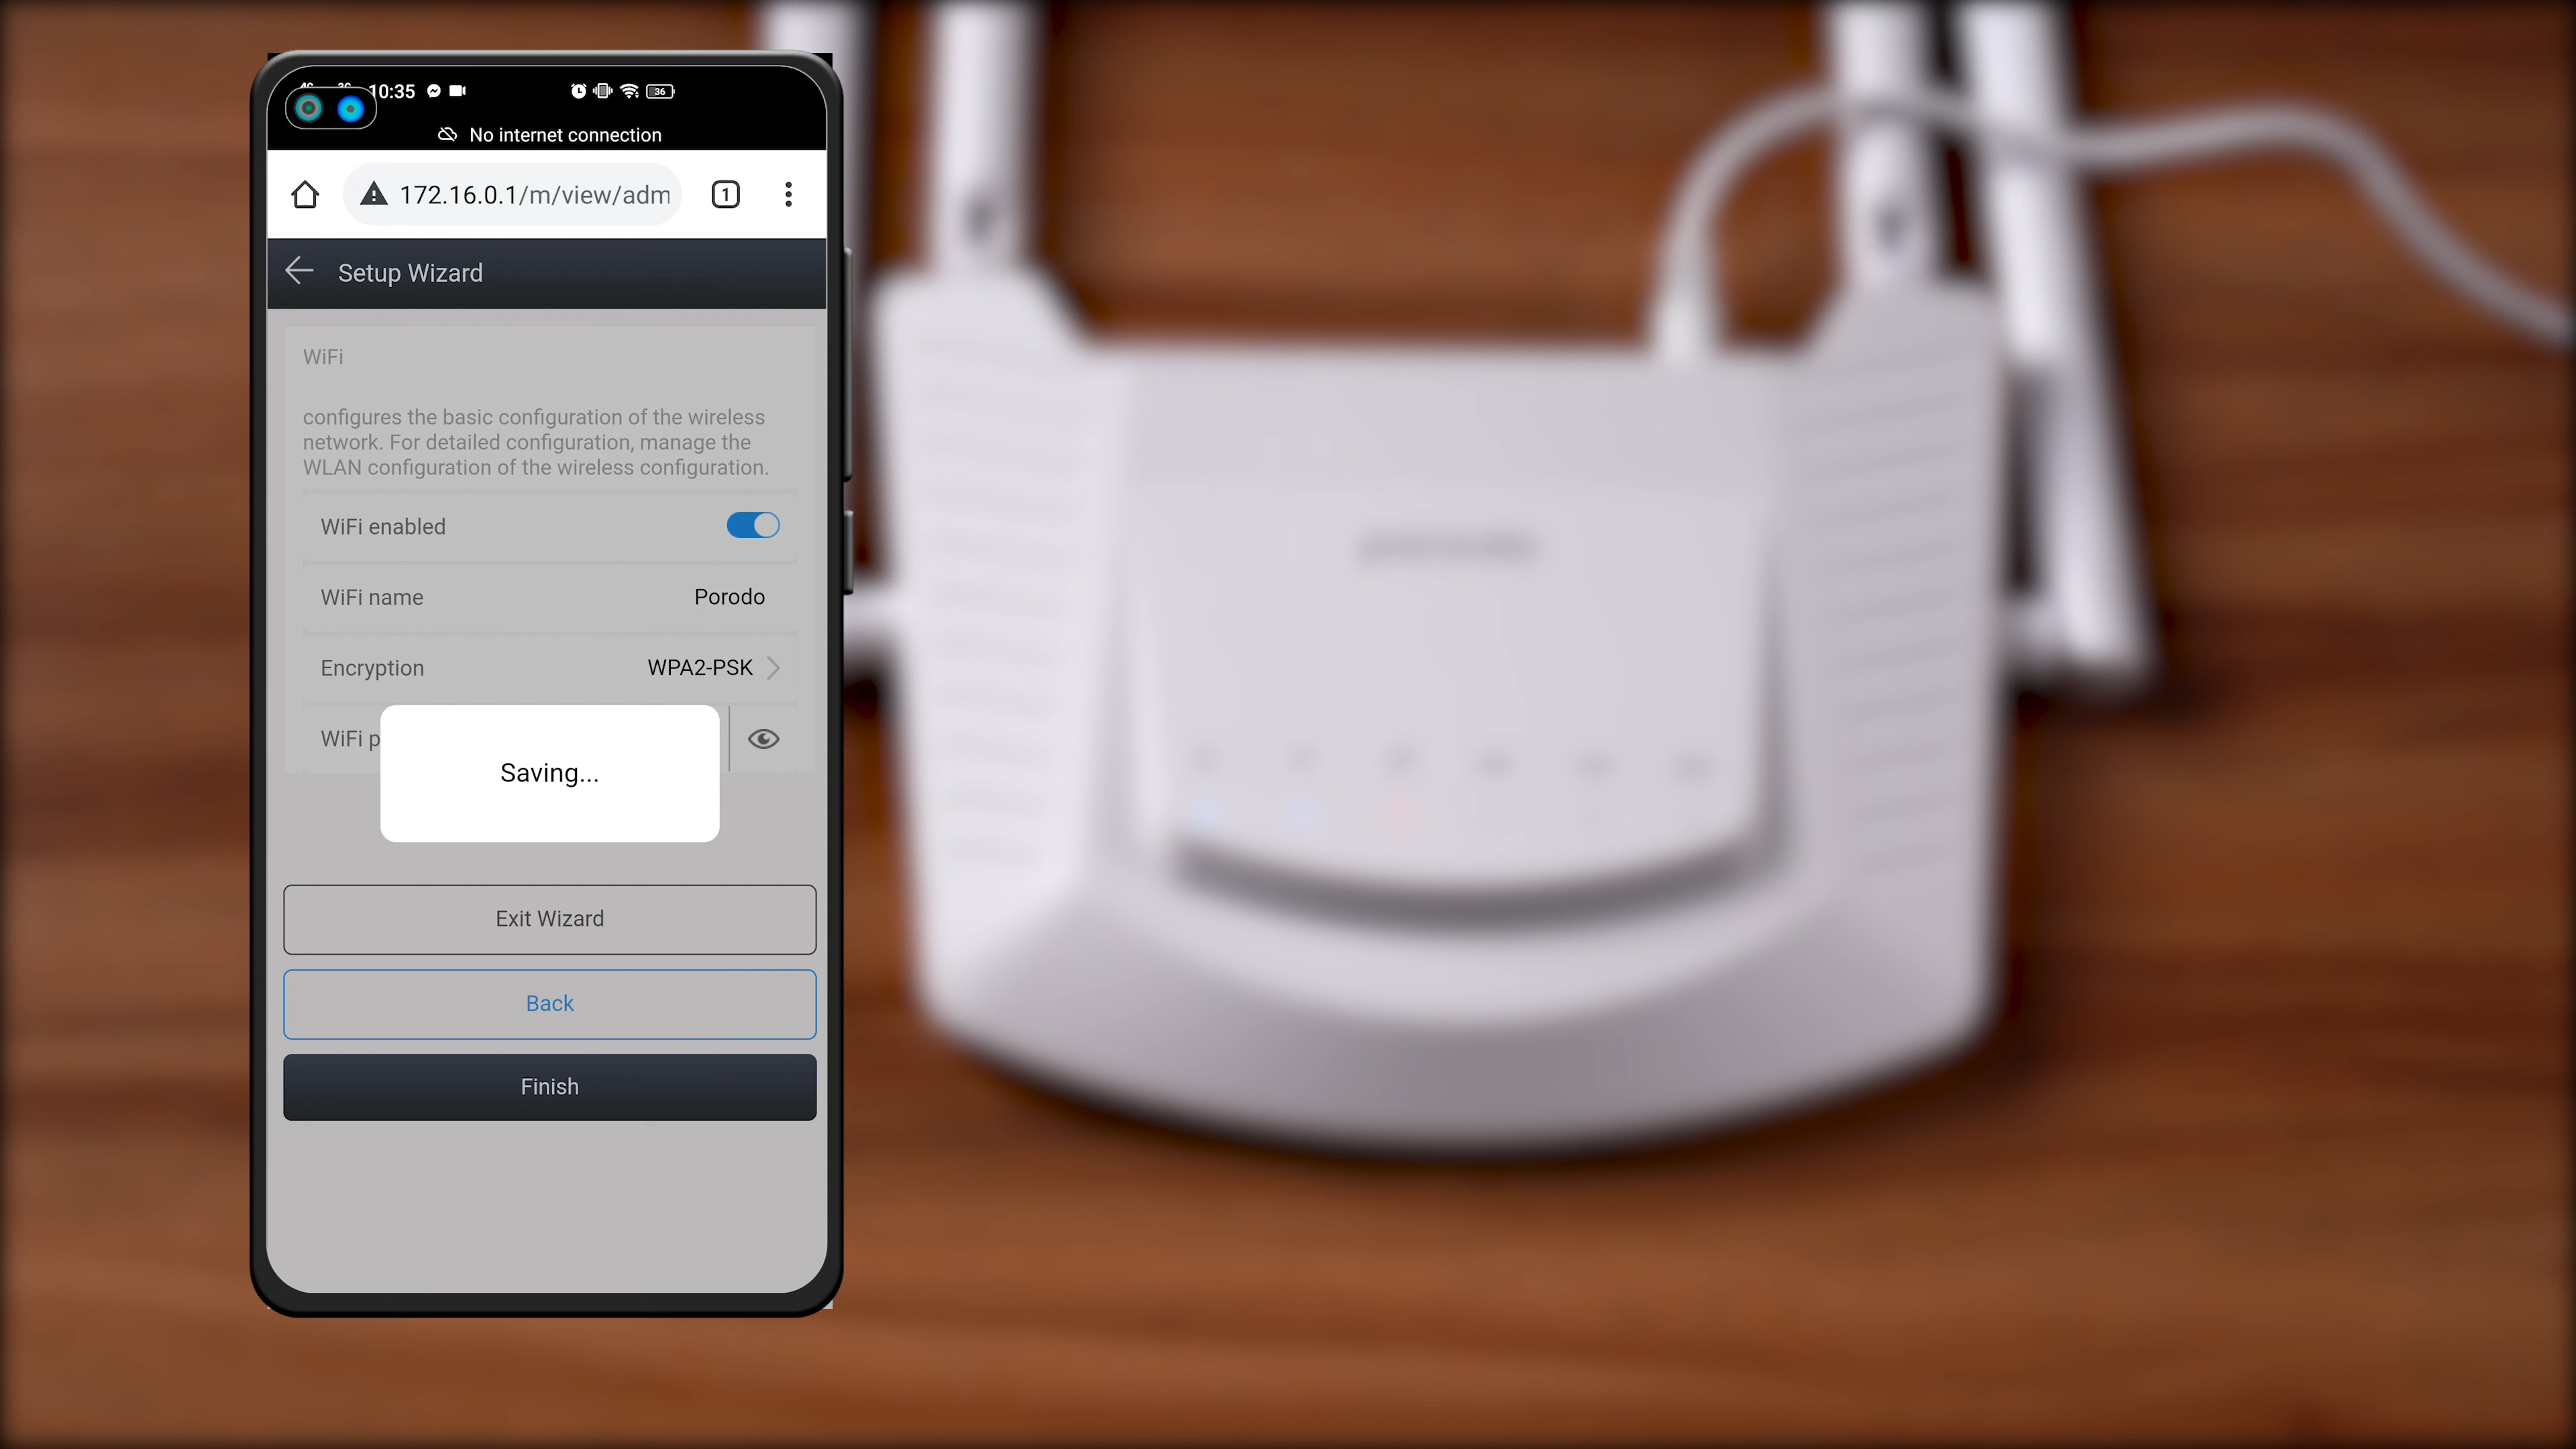 10:35
36
No internet connection
172.16.0.1/m/view/adm
1
Setup Wizard
WiFi
configures the basic configuration of the wireless
network. For detailed configuration, manage the
WLAN configuration of the wireless configuration.
WiFi enabled
WiFi name Porodo
Encryption WPA2-PSK
WiFi p
Saving...
Exit Wizard
Back
Finish